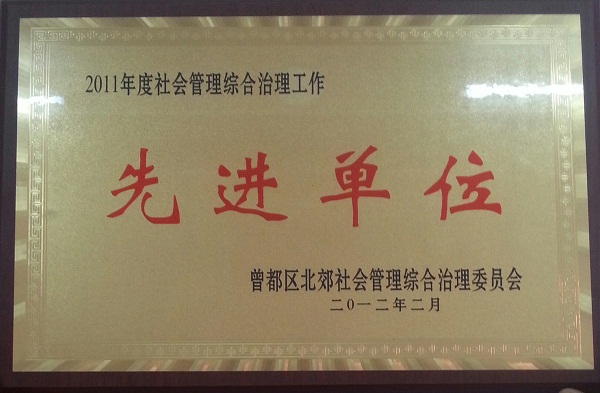 2011年度社会管理综合治理工作
先进单位
曾都区北郊社会管理综合治理委员会
二〇一二年二月